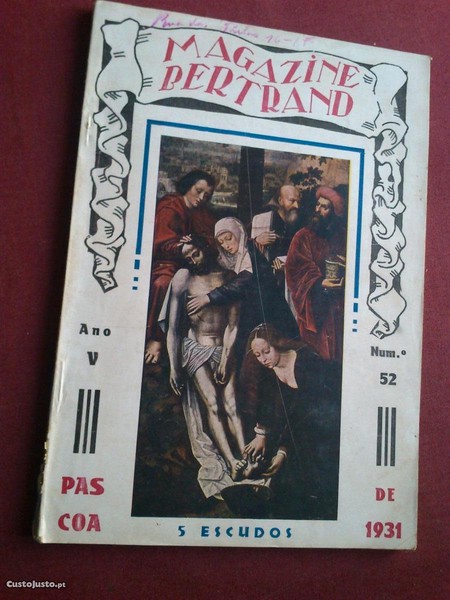 MAGAZINE
BERTRAND
Ano
V
Num.º
52
PAS
COA
DE
1931
5 ESCUDOS
CustoJusto.pt